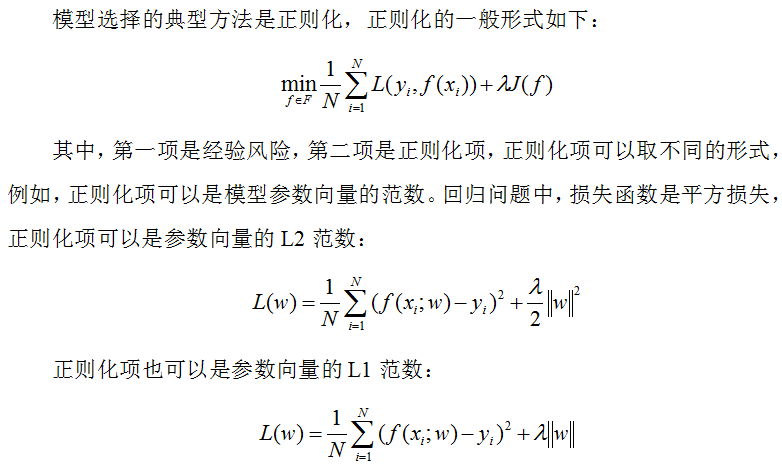 模型选择的典型方法是正则化，正则化的一般形式如下：
\min_{f \in F} \frac{1}{N} \sum_{i=1}^{N} L(y_i, f(x_i)) + \lambda J(f)
其中，第一项是经验风险，第二项是正则化项，正则化项可以取不同的形式，
例如，正则化项可以是模型参数向量的范数。回归问题中，损失函数是平方损失，
正则化项可以是参数向量的 L2 范数：
L(w) = \frac{1}{N} \sum_{i=1}^{N} (f(x_i; w) - y_i)^2 + \frac{\lambda}{2} \|w\|^2
正则化项也可以是参数向量的 L1 范数：
L(w) = \frac{1}{N} \sum_{i=1}^{N} (f(x_i; w) - y_i)^2 + \lambda \|w\|